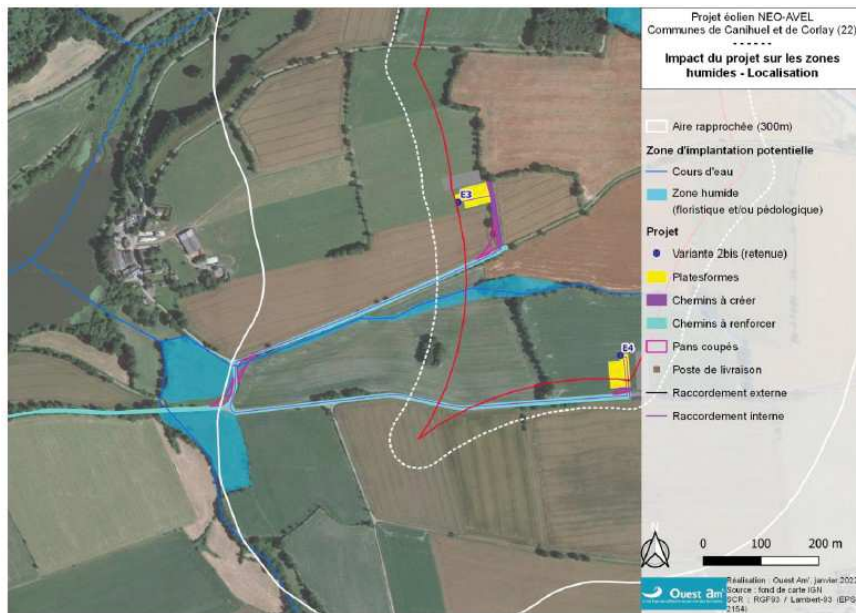 Projet éolien NEO-AVEL
Communes de Canihuel et de Corlay (22)
Impact du projet sur les zones
humides - Localisation
Aire rapprochée (300m)
Zone d'implantation potentielle
Cours d'eau
Zone humide
(floristique et/ou pédologique)
Projet
Variante 2bis (retenue)
Platesformes
Chemins à créer
Chemins à renforcer
Pans coupés
Poste de livraison
Raccordement externe
Raccordement interne
E3
E4
N
0 100 200 m
Ouest Am'
Réalisation : Ouest Am', janvier 202
Source : fond de carte IGN
SCR : RGF93 / Lambert-93 (EPS
2154)